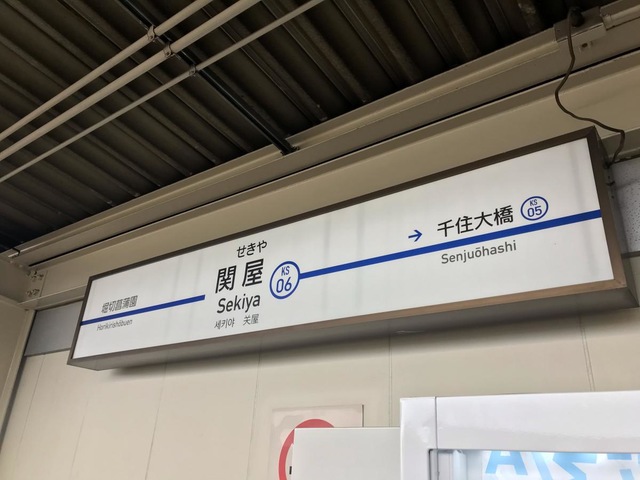 せきや
関屋
Sekiya
세키야 关屋
KS
06
堀切菖蒲園
Horikirishōbuen
→ 千住大橋
Senjuōhashi
KS
05